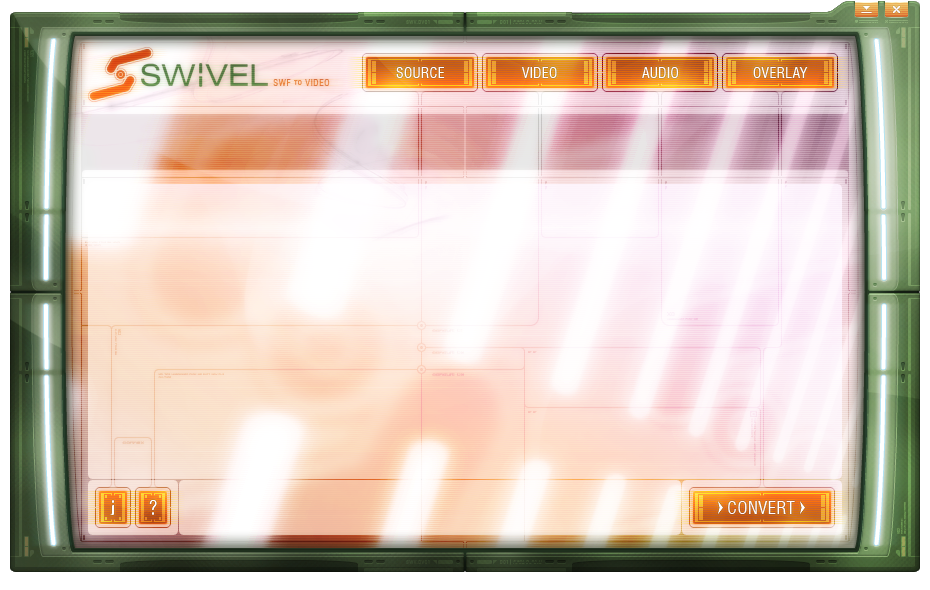 SWIVEL SWF TO VIDEO
SOURCE
VIDEO
AUDIO
OVERLAY
i
?
CONVERT